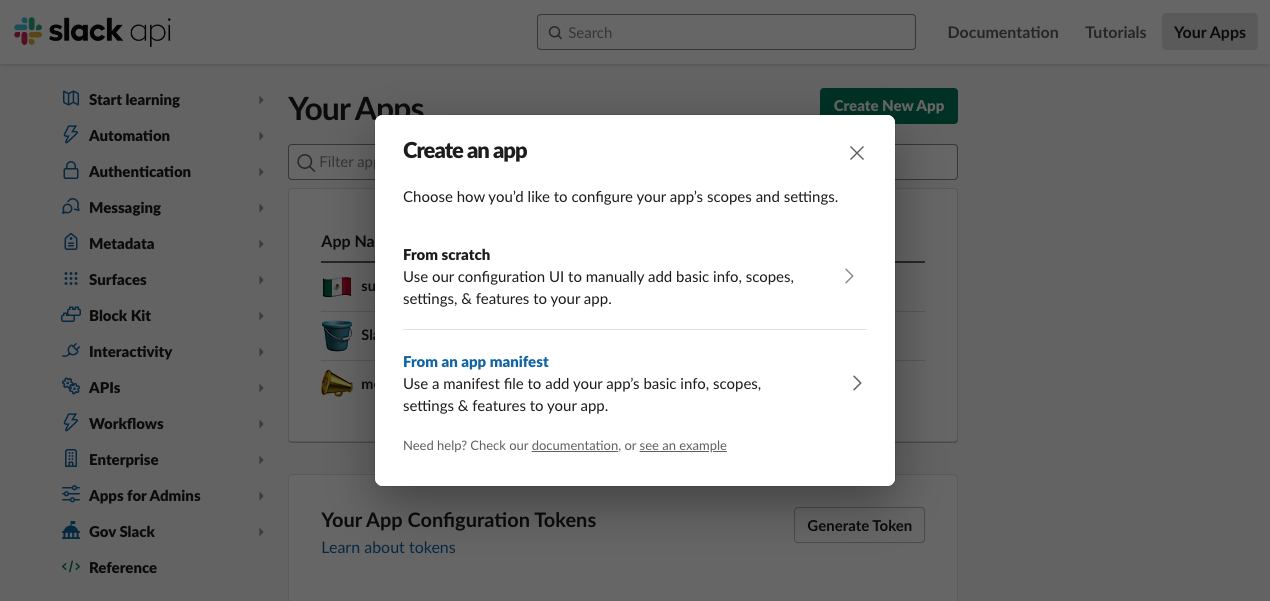 slack api
Search
Documentation
Tutorials
Your Apps
Start learning
Automation
Authentication
Messaging
Metadata
Surfaces
Block Kit
Interactivity
APIs
Workflows
Enterprise
Apps for Admins
Gov Slack
Reference
Your Apps
Create New App
Filter
App
Create an app
Choose how you’d like to configure your app’s scopes and settings.
From scratch
Use our configuration UI to manually add basic info, scopes,
settings, & features to your app.
From an app manifest
Use a manifest file to add your app’s basic info, scopes,
settings & features to your app.
Need help? Check our documentation, or see an example
Your App Configuration Tokens
Learn about tokens
Generate Token